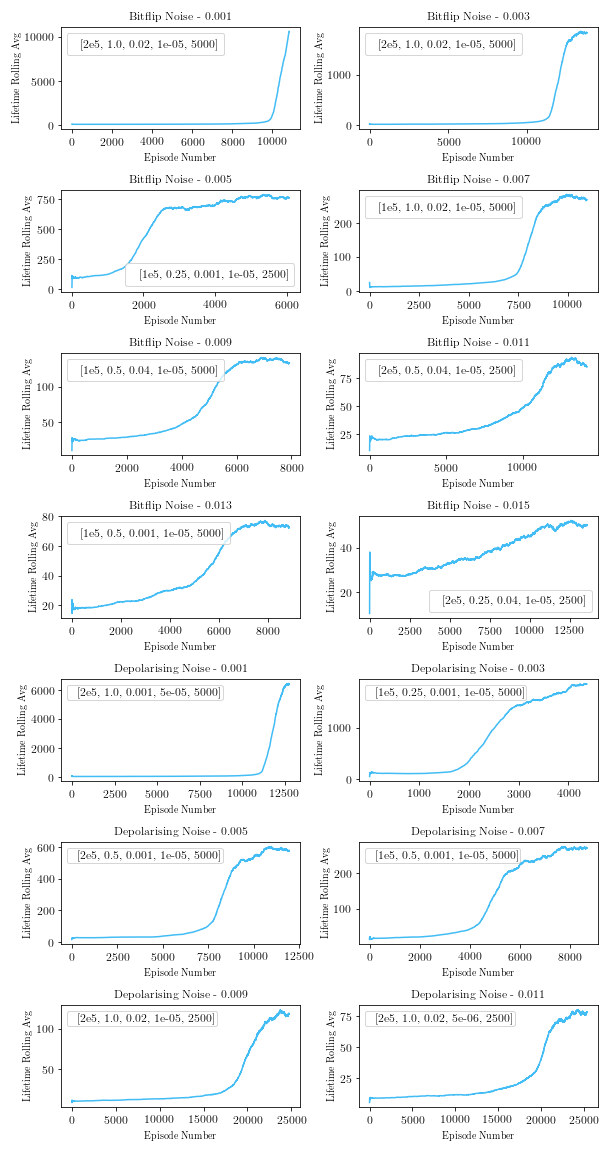 Bitflip Noise - 0.001
Lifetime Rolling Avg
10000
5000
0
[2e5, 1.0, 0.02, 1e-05, 5000]
0 2000 4000 6000 8000 10000
Episode Number
Bitflip Noise - 0.003
Lifetime Rolling Avg
1000
0
[2e5, 1.0, 0.02, 1e-05, 5000]
0 5000 10000
Episode Number
Bitflip Noise - 0.005
Lifetime Rolling Avg
750
500
250
0
[1e5, 0.25, 0.001, 1e-05, 2500]
0 2000 4000 6000
Episode Number
Bitflip Noise - 0.007
Lifetime Rolling Avg
200
100
0
[1e5, 1.0, 0.02, 1e-05, 5000]
0 2500 5000 7500 10000
Episode Number
Bitflip Noise - 0.009
Lifetime Rolling Avg
100
50
[1e5, 0.5, 0.04, 1e-05, 5000]
0 2000 4000 6000 8000
Episode Number
Bitflip Noise - 0.011
Lifetime Rolling Avg
75
50
25
[2e5, 0.5, 0.04, 1e-05, 2500]
0 5000 10000
Episode Number
Bitflip Noise - 0.013
Lifetime Rolling Avg
80
60
40
20
[1e5, 0.5, 0.001, 1e-05, 5000]
0 2000 4000 6000 8000
Episode Number
Bitflip Noise - 0.015
Lifetime Rolling Avg
40
20
[2e5, 0.25, 0.04, 1e-05, 2500]
0 2500 5000 7500 10000 12500
Episode Number
Depolarising Noise - 0.001
Lifetime Rolling Avg
6000
4000
2000
0
[2e5, 1.0, 0.001, 5e-05, 5000]
0 2500 5000 7500 10000 12500
Episode Number
Depolarising Noise - 0.003
Lifetime Rolling Avg
1000
0
[1e5, 0.25, 0.001, 1e-05, 5000]
0 1000 2000 3000 4000
Episode Number
Depolarising Noise - 0.005
Lifetime Rolling Avg
600
400
200
0
[2e5, 0.5, 0.001, 1e-05, 5000]
0 2500 5000 7500 10000 12500
Episode Number
Depolarising Noise - 0.007
Lifetime Rolling Avg
200
100
[1e5, 0.5, 0.001, 1e-05, 5000]
0 2000 4000 6000 8000
Episode Number
Depolarising Noise - 0.009
Lifetime Rolling Avg
100
50
[2e5, 1.0, 0.02, 1e-05, 2500]
0 5000 10000 15000 20000 25000
Episode Number
Depolarising Noise - 0.011
Lifetime Rolling Avg
75
50
25
[2e5, 1.0, 0.02, 5e-06, 2500]
0 5000 10000 15000 20000 25000
Episode Number